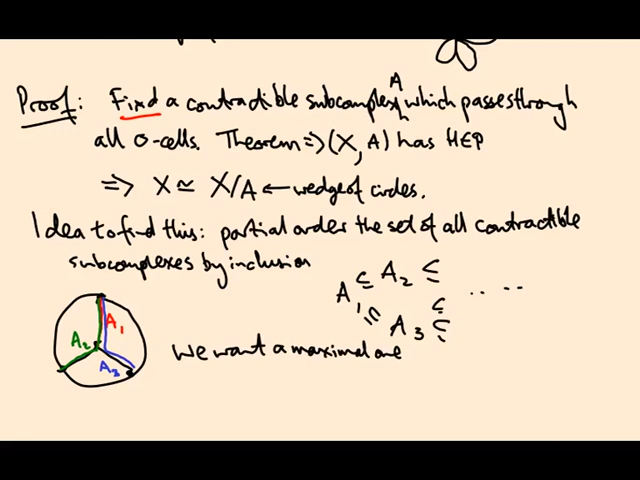 Proof: Find a contractible subcomplex A which passes through
all 0-cells. Theorem ⇒ (X, A) has HEP
⇒ X ≃ X/A ← wedge of circles.
Idea to find this: partial order the set of all contractible
subcomplexes by inclusion
A₁ ⊆ A₂ ⊆ .. ..
⊆ A₃ ⊆
A₁
A₂
A₃
We want a maximal one